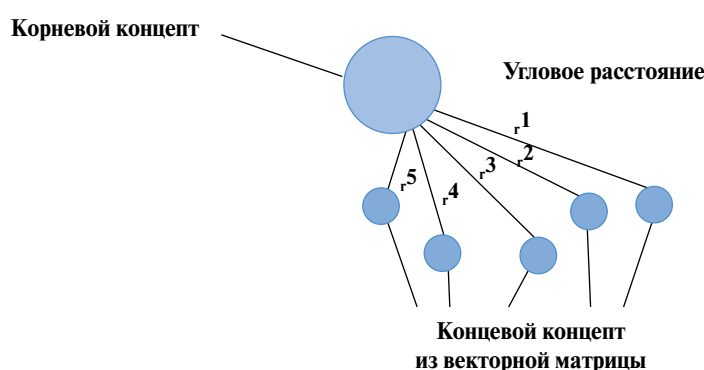 Корневой концепт
Угловое расстояние
r1
r2
r3
r4
r5
Концевой концепт
из векторной матрицы